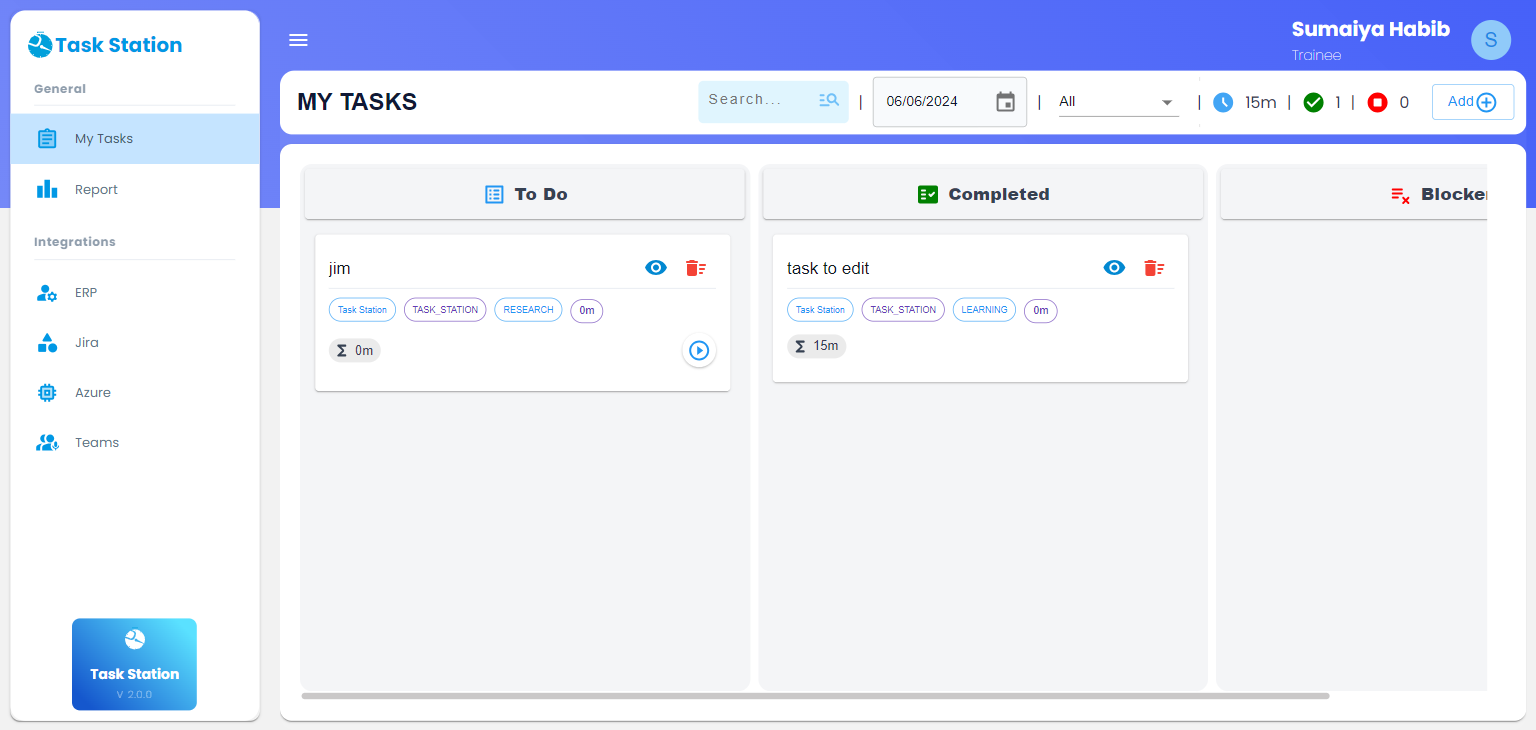 Task Station
General
My Tasks
Report
Integrations
ERP
Jira
Azure
Teams
Task Station
V 2.0.0
Sumaiya Habib
Trainee
S
MY TASKS
Search...
| 06/06/2024 | All | 15m | 1 | 0 Add
To Do
jim
Task Station TASK_STATION RESEARCH 0m
Σ 0m
Completed
task to edit
Task Station TASK_STATION LEARNING 0m
Σ 15m
Blocke